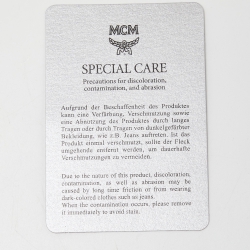 MCM
SPECIAL CARE
Precautions for discoloration,
contamination, and abrasion
Aufgrund der Beschaffenheit des Produktes
kann eine Verfärbung, Verschmutzung sowie
eine Abnutzung des Produktes durch langes
Tragen oder durch Tragen von dunkelgefärbter
Bekleidung, wie z.B. Jeans auftreten. Ist das
Produkt einmal verschmutzt, sollte der Fleck
umgehend entfernt werden, um dauerhafte
Verschmutzungen zu vermeiden.
Due to the nature of this product, discoloration,
contamination, as well as abrasion may be
caused by long time friction or from wearing
dark-colored clothes such as jeans.
When the contamination occurs, please remove
it immediately to avoid stain.